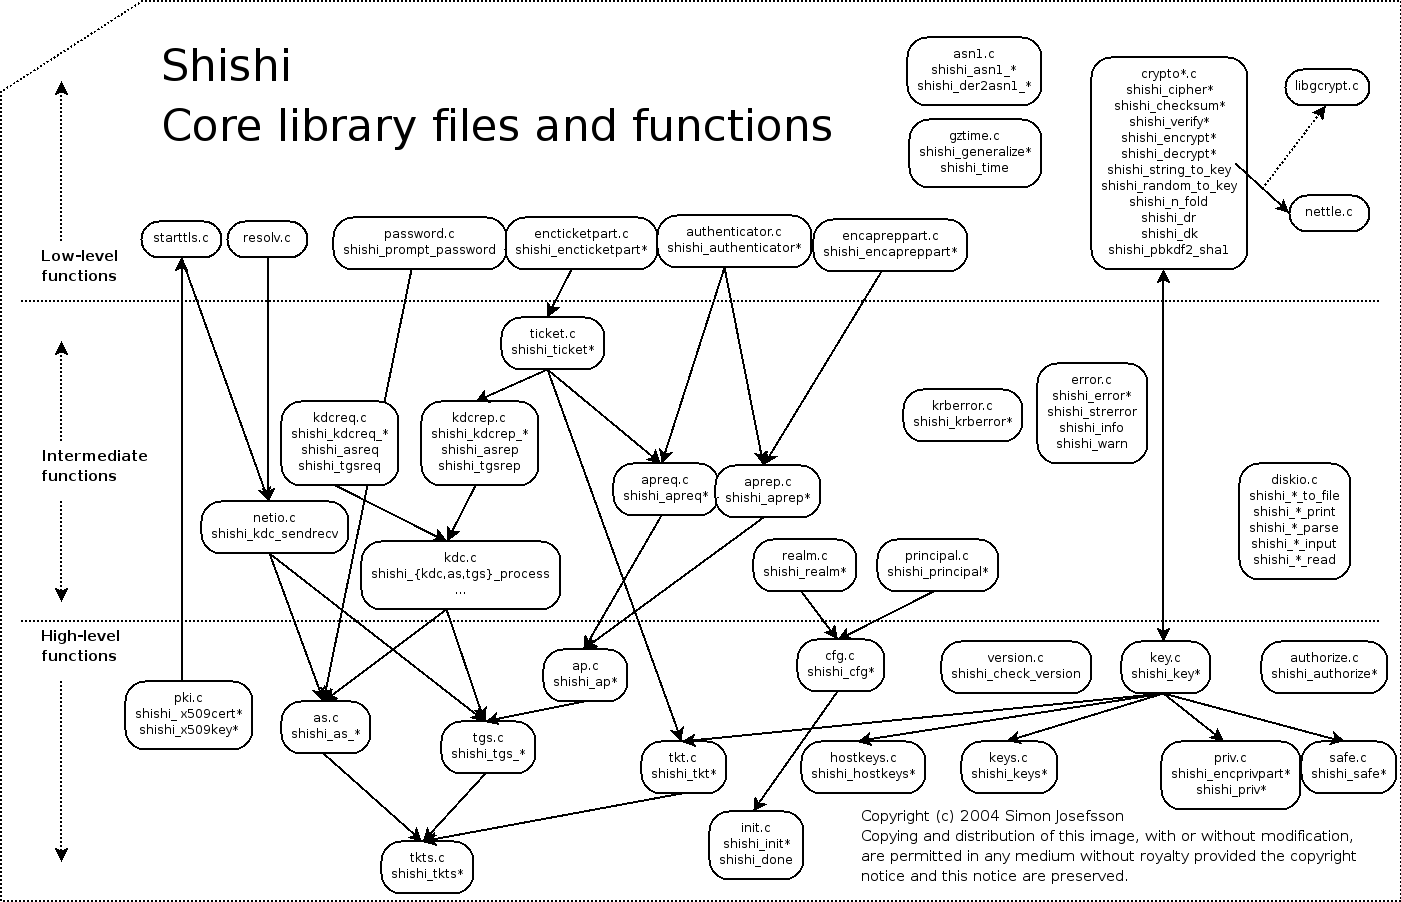 Shishi
Core library files and functions
asn1.c
shishi_asn1_*
shishi_der2asn1_*
gztime.c
shishi_generalize*
shishi_time
crypto*.c
shishi_cipher*
shishi_checksum*
shishi_verify*
shishi_encrypt*
shishi_decrypt*
shishi_string_to_key
shishi_random_to_key
shishi_n_fold
shishi_dr
shishi_dk
shishi_pbkdf2_sha1
libgcrypt.c
nettle.c
Low-level
functions
starttls.c
resolv.c
password.c
shishi_prompt_password
encticketpart.c
shishi_encticketpart*
authenticator.c
shishi_authenticator*
encapreppart.c
shishi_encapreppart*
ticket.c
shishi_ticket*
Intermediate
functions
kdcreq.c
shishi_kdcreq_*
shishi_asreq
shishi_tgsreq
kdcrep.c
shishi_kdcrep_*
shishi_asrep
shishi_tgsrep
krberror.c
shishi_krberror*
error.c
shishi_error*
shishi_strerror
shishi_info
shishi_warn
apreq.c
shishi_apreq*
aprep.c
shishi_aprep*
diskio.c
shishi_*_to_file
shishi_*_print
shishi_*_parse
shishi_*_input
shishi_*_read
netio.c
shishi_kdc_sendrecv
kdc.c
shishi_{kdc,as,tgs}_process
...
realm.c
shishi_realm*
principal.c
shishi_principal*
High-level
functions
pki.c
shishi_ x509cert*
shishi_x509key*
as.c
shishi_as_*
tgs.c
shishi_tgs_*
ap.c
shishi_ap*
cfg.c
shishi_cfg*
version.c
shishi_check_version
key.c
shishi_key*
authorize.c
shishi_authorize*
tkt.c
shishi_tkt*
hostkeys.c
shishi_hostkeys*
keys.c
shishi_keys*
priv.c
shishi_encprivpart*
shishi_priv*
safe.c
shishi_safe*
tkts.c
shishi_tkts*
init.c
shishi_init*
shishi_done
Copyright (c) 2004 Simon Josefsson
Copying and distribution of this image, with or without modification,
are permitted in any medium without royalty provided the copyright
notice and this notice are preserved.